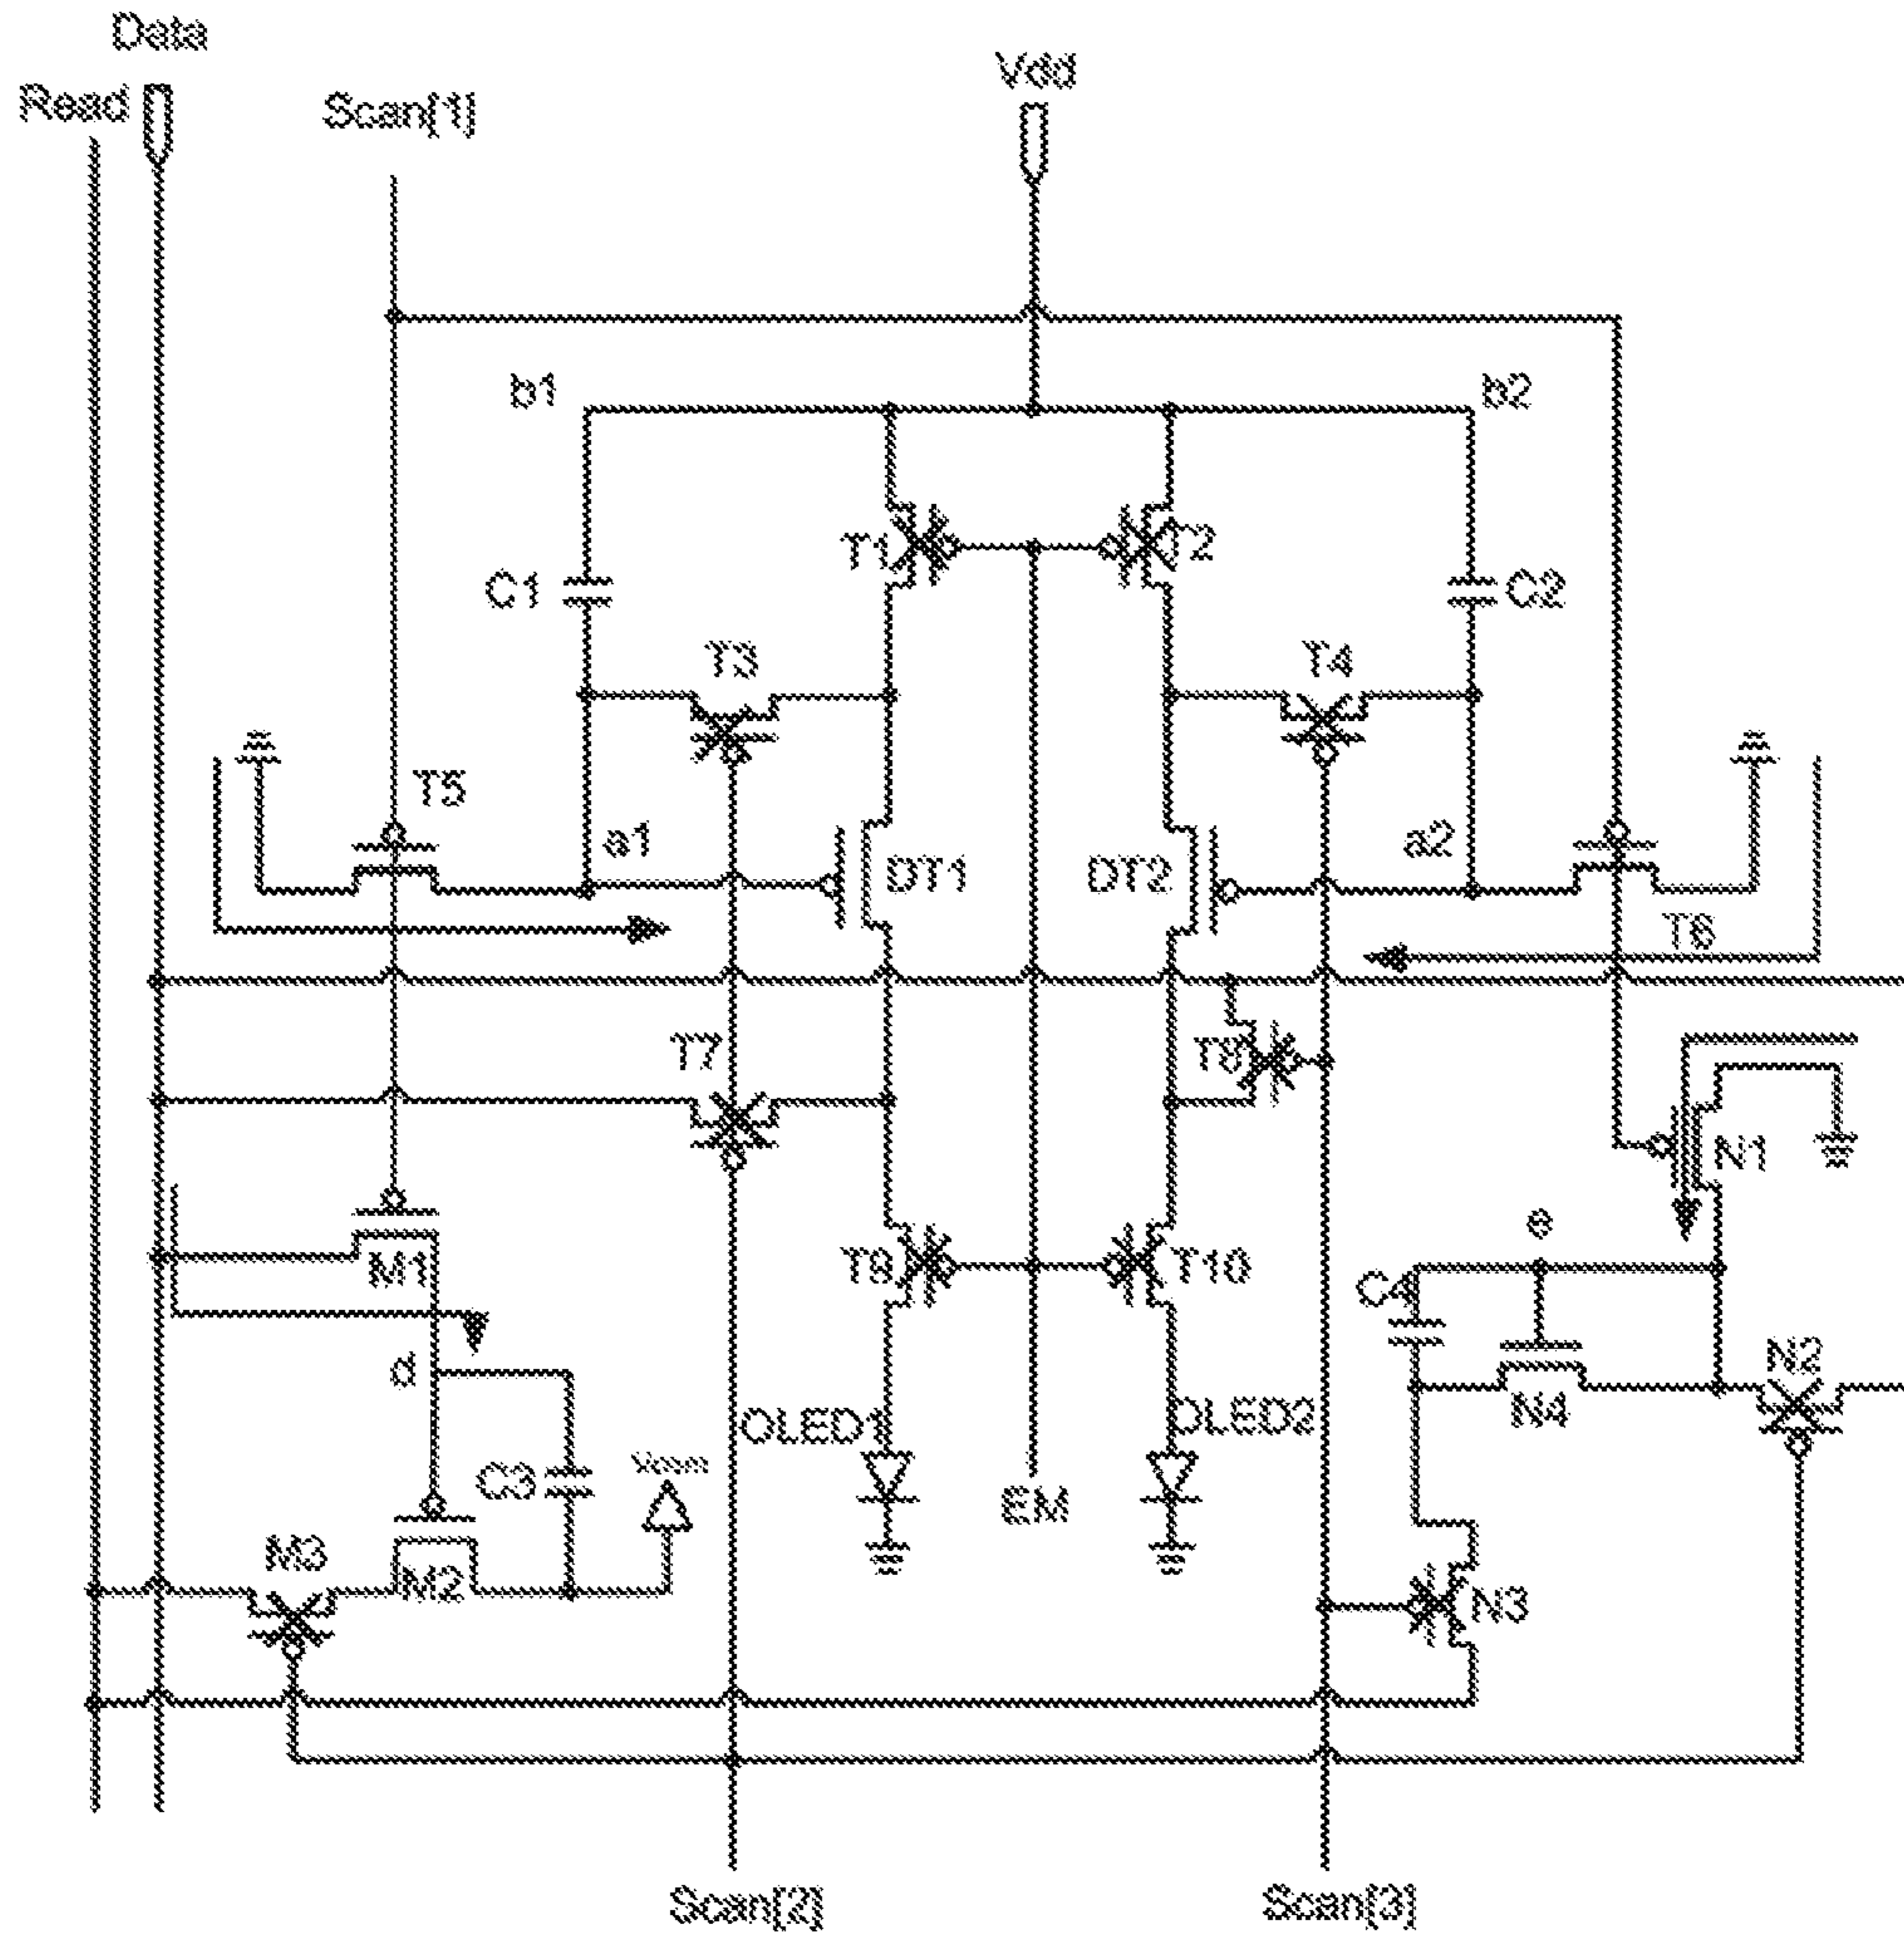 Data
Read
Scan[1]
Vdd
b1
b2
T1
T2
C1
C2
T3
T4
T5
a1
a2
DT1
DT2
T6
T7
T8
N1
M1
T9
T10
e
C4
d
N2
OLED1
OLED2
N4
C3
Vcom
EM
M3
M2
N3
Scan[2]
Scan[3]